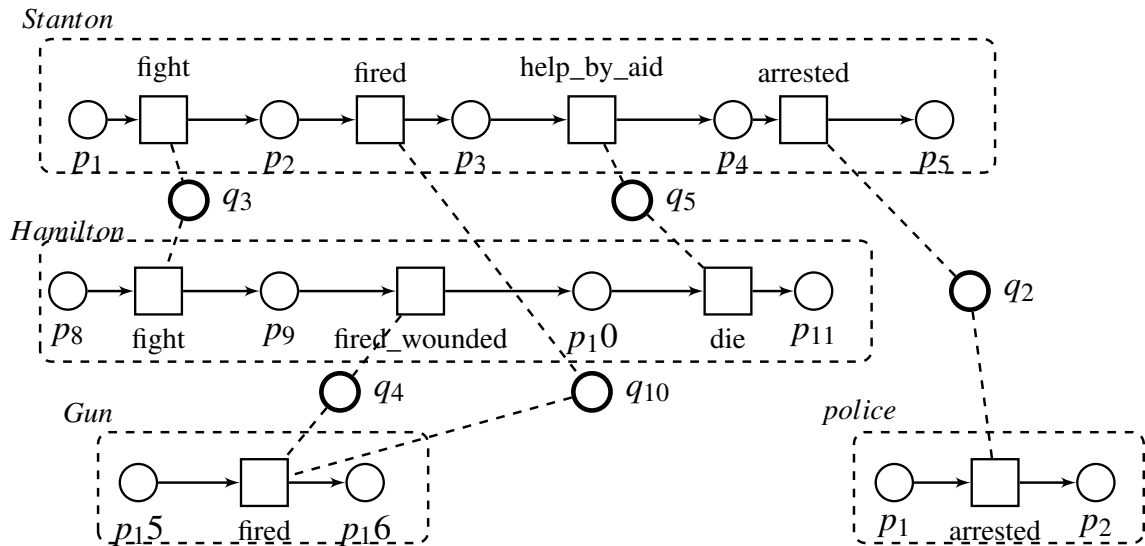 Stanton
fight fired help_by_aid arrested
p1 p2 p3 p4 p5
q3 q5
Hamilton
q2
p8 fight p9 fired_wounded p10 die p11
q4 q10
Gun police
p15 fired p16 p1 arrested p2